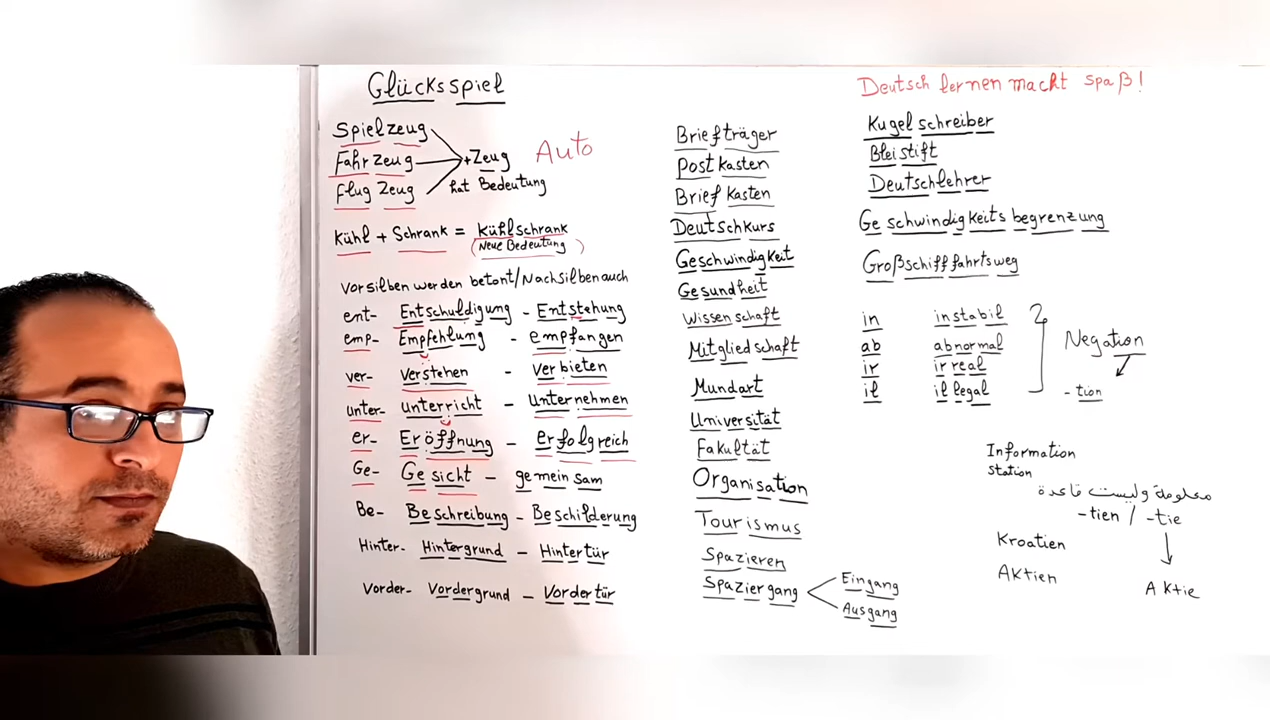 Glücksspiel
Spielzeug
Fahrzeug
Flug Zeug
+Zeug
hat Bedeutung
Auto
Kühl + Schrank = Kühlschrank
(Neue Bedeutung)
Vorsilben werden betont/Nachsilben auch
ent- Entschuldigung - Entstehung
emp- Empfehlung - empfangen
ver- verstehen - verbieten
unter- unterricht - Unternehmen
er- Eröffnung - erfolgreich
Ge- Gesicht - gemeinsam
Be- Beschreibung - Beschilderung
Hinter- Hintergrund - Hintertür
Vorder- Vordergrund - Vordertür
Briefträger
Postkasten
Briefkasten
Deutschkurs
Geschwindigkeit
Gesundheit
Wissenschaft
Mitgliedschaft
Mundart
Universität
Fakultät
Organisation
Tourismus
Spazieren
Spaziergang
Eingang
Ausgang
Deutsch lernen macht spaß!
Kugelschreiber
Bleistift
Deutschlehrer
Geschwindigkeitsbegrenzung
Großschifffahrtsweg
in instabil
ab abnormal
ir irreal
il illegal
Negation
-tion
Information
Station
معلومة وليست قاعدة
-tien / -tie
Kroatien
Aktien
Aktie